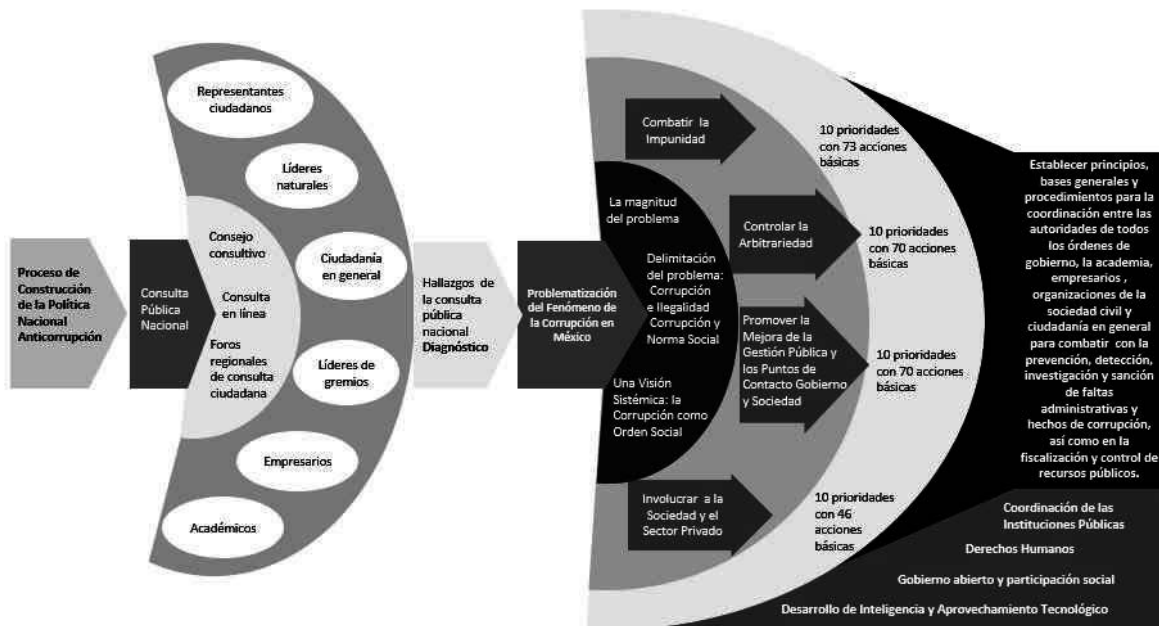 Proceso de
Construcción
de la Política
Nacional
Anticorrupción
Consulta
Pública
Nacional
Consejo
consultivo
Consulta
en línea
Foros
regionales
de consulta
ciudadana
Representantes
ciudadanos
Líderes
naturales
Ciudadanía
en general
Líderes de
gremios
Empresarios
Académicos
Hallazgos de
la consulta
pública
nacional
Diagnóstico
Problematización
del Fenómeno de
la Corrupción en
México
La magnitud
del problema
Delimitación
del problema:
Corrupción
e Ilegalidad
Corrupción y
Norma Social
Una Visión
Sistémica: la
Corrupción como
Orden Social
Combatir la
Impunidad
Controlar la
Arbitrariedad
Promover la
Mejora de la
Gestión Pública y
los Puntos de
Contacto Gobierno
y Sociedad
Involucrar a la
Sociedad y el
Sector Privado
10 prioridades
con 73 acciones
básicas
10 prioridades
con 70 acciones
básicas
10 prioridades
con 70 acciones
básicas
10 prioridades
con 46
acciones
básicas
Establecer principios,
bases generales y
procedimientos para la
coordinación entre las
autoridades de todos
los órdenes de
gobierno, la academia,
empresarios ,
organizaciones de la
sociedad civil y
ciudadanía en general
para combatir con la
prevención, detección,
investigación y sanción
de faltas
administrativas y
hechos de corrupción,
así como en la
fiscalización y control de
recursos públicos.
Coordinación de las
Instituciones Públicas
Derechos Humanos
Gobierno abierto y participación social
Desarrollo de Inteligencia y Aprovechamiento Tecnológico